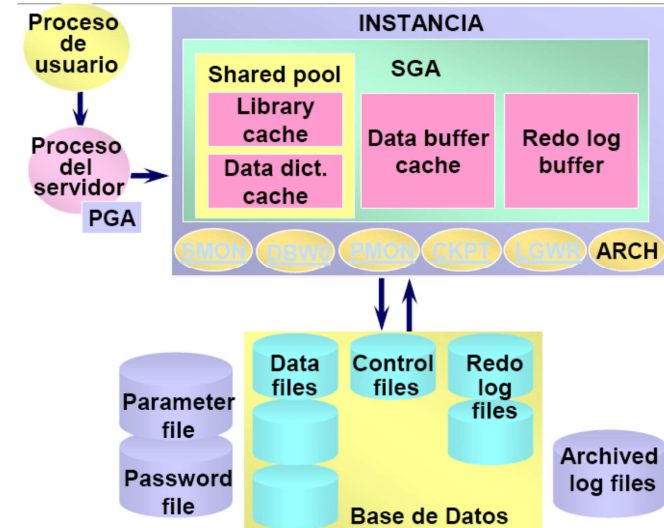 Proceso
de
usuario
INSTANCIA
SGA
Shared pool
Library
cache
Data dict.
cache
Data buffer
cache
Redo log
buffer
Proceso
del
servidor
PGA
SMON
DBW0
PMON
CKPT
LGWR
ARCH
Parameter
file
Password
file
Data
files
Control
files
Redo
log
files
Archived
log files
Base de Datos